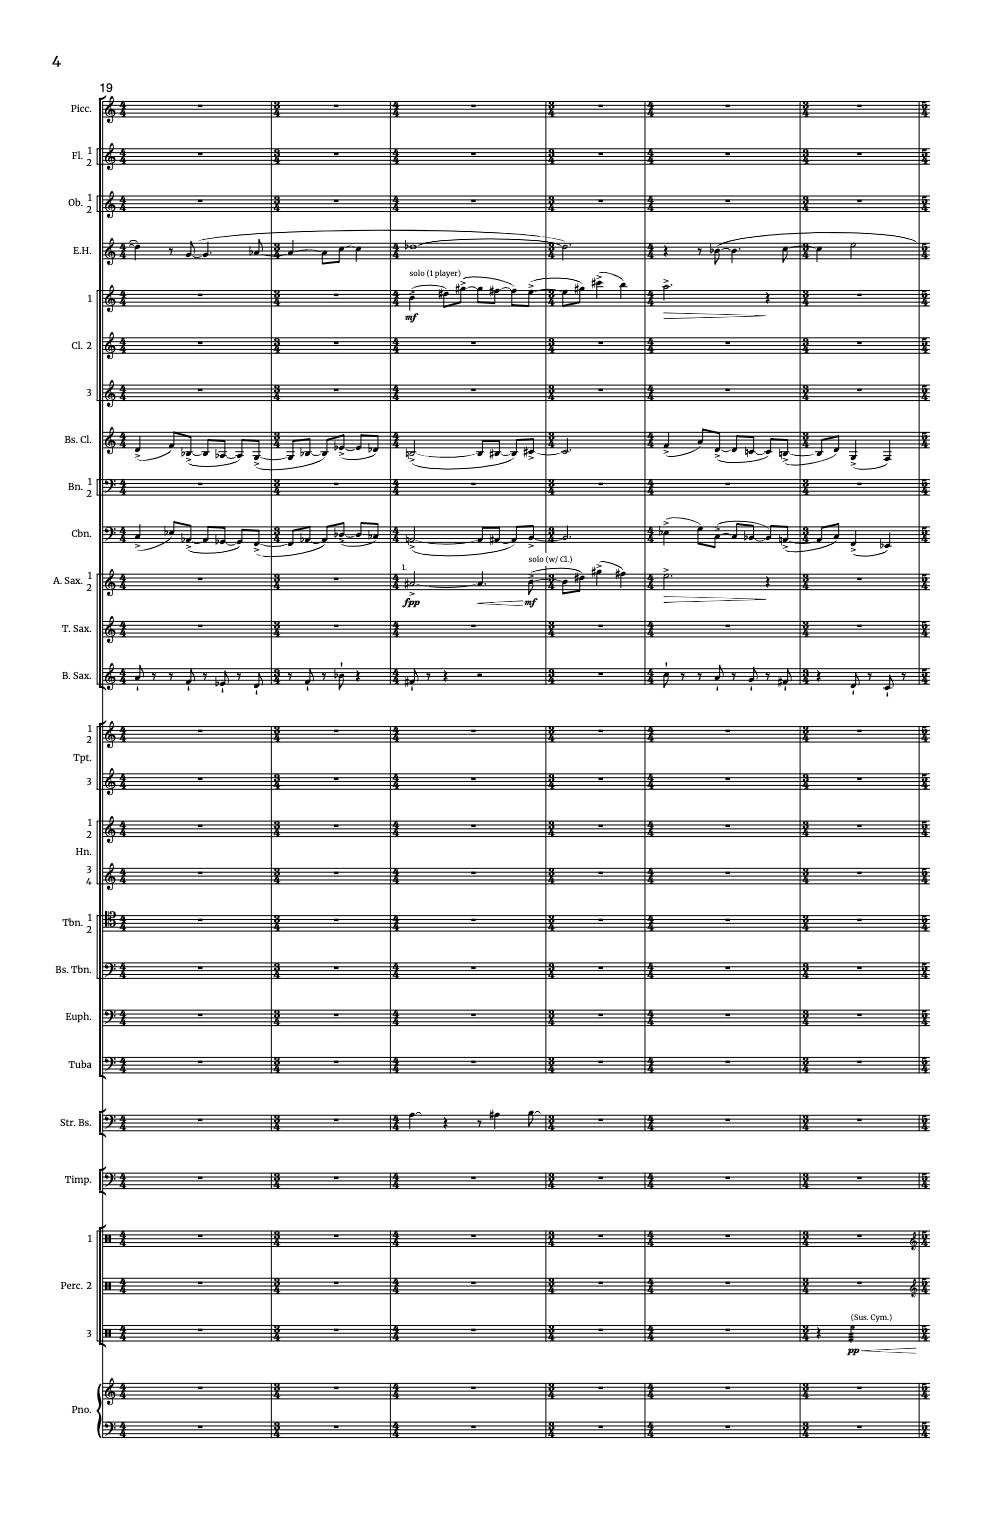 4
19
Picc.
Fl. 1
2
Ob. 1
2
E.H.
solo (1 player)
1
mf
Cl. 2
3
Bs. Cl.
Bn. 1
2
Cbn.
solo (w/ Cl.)
1.
A. Sax. 1
2
fpp mf
T. Sax.
B. Sax.
1
2
Tpt.
3
1
2
Hn.
3
4
Tbn. 1
2
Bs. Tbn.
Euph.
Tuba
Str. Bs.
Timp.
1
Perc. 2
(Sus. Cym.)
3
pp
Pno.